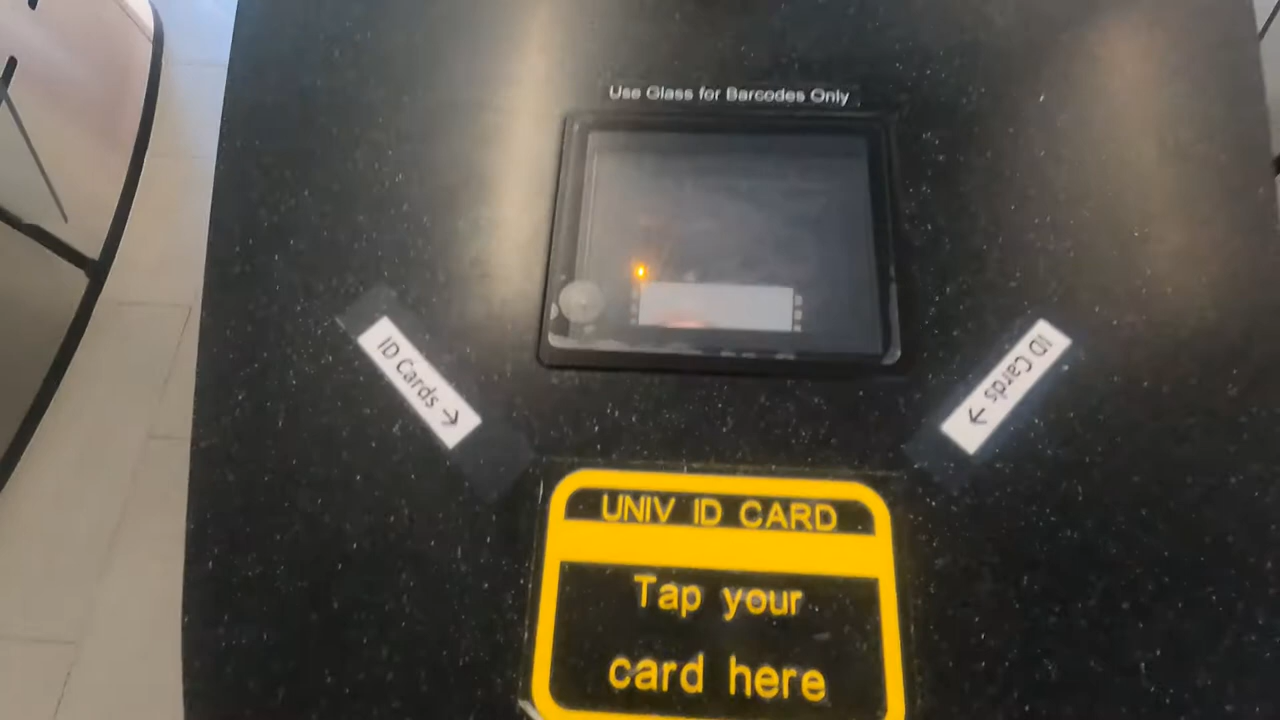 Use Glass for Barcodes Only
ID Cards →
ID Cards →
UNIV ID CARD
Tap your
card here